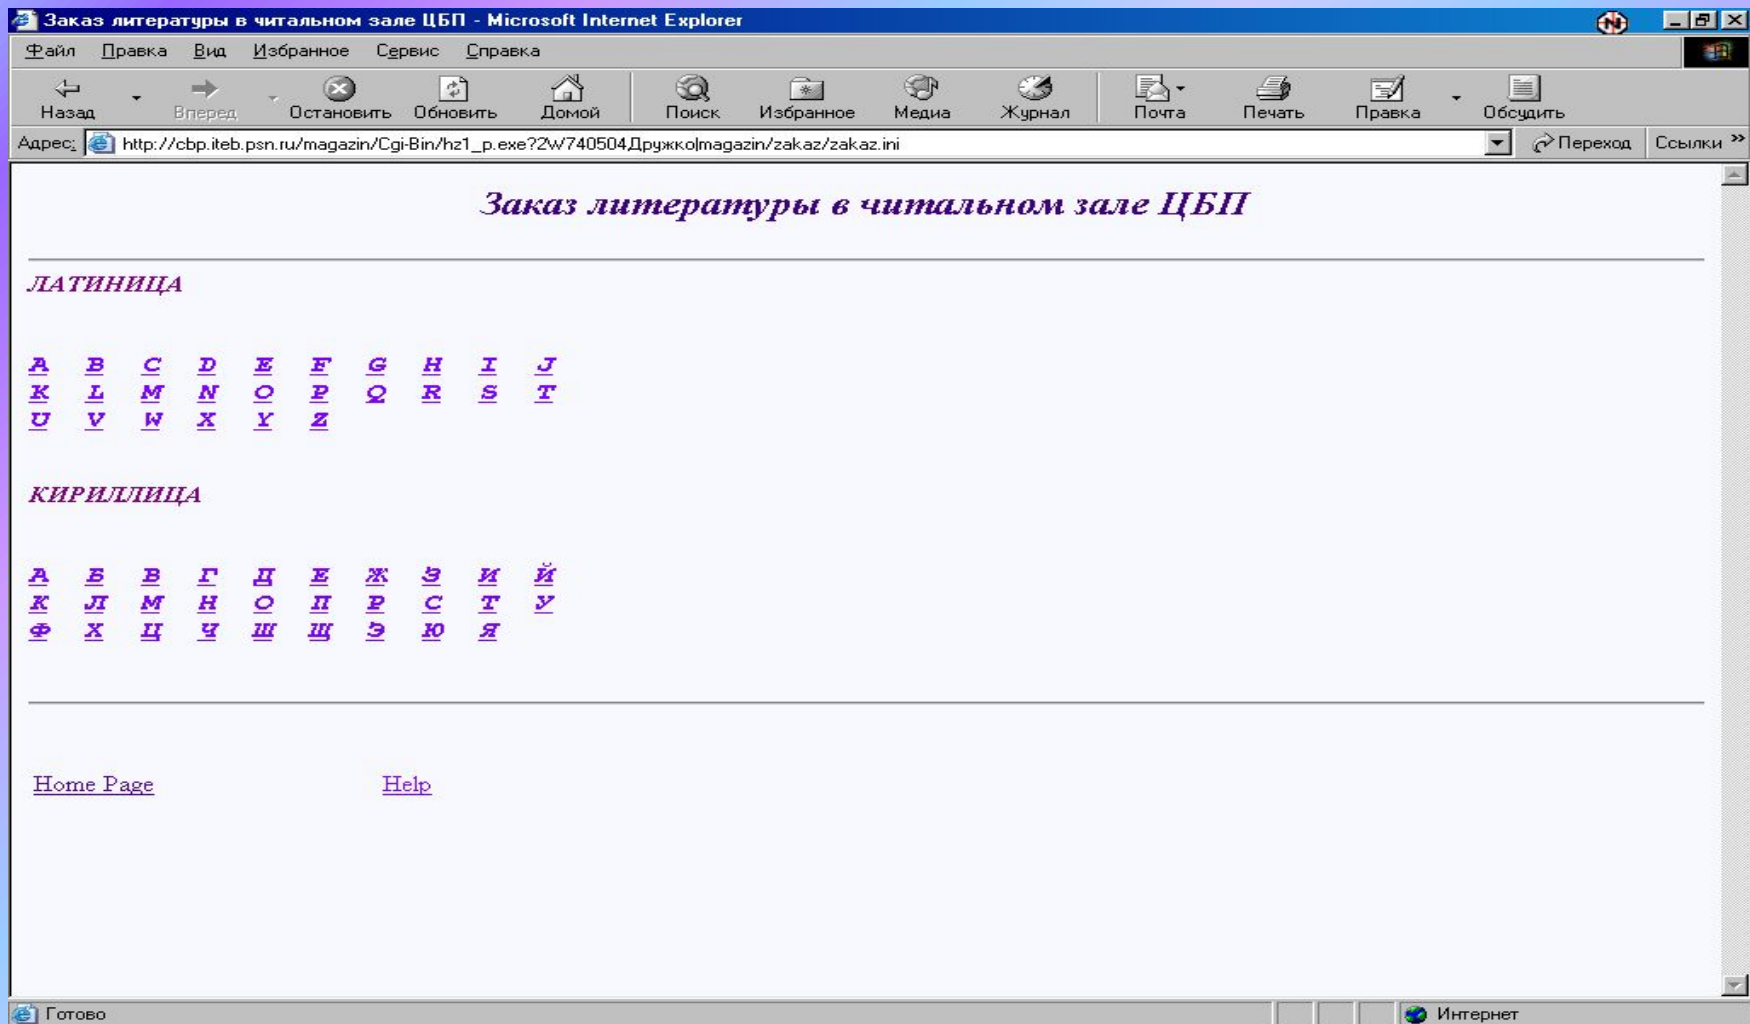 Заказ литературы в читальном зале ЦБП - Microsoft Internet Explorer
Файл Правка Вид Избранное Сервис Справка
Назад Вперед Остановить Обновить Домой Поиск Избранное Медиа Журнал Почта Печать Правка Обсудить
Адрес: http://cbp.iteb.psn.ru/magazin/Cgi-Bin/hz1_p.exe?2W740504Дружко|magazin/zakaz/zakaz.ini Переход Ссылки »
Заказ литературы в читальном зале ЦБП
ЛАТИНИЦА
A B C D E F G H I J
K L M N O P Q R S T
U V W X Y Z
КИРИЛЛИЦА
А Б В Г Д Е Ж З И Й
К Л М Н О П Р С Т У
Ф Х Ц Ч Ш Щ Э Ю Я
Home Page Help
Готово Интернет